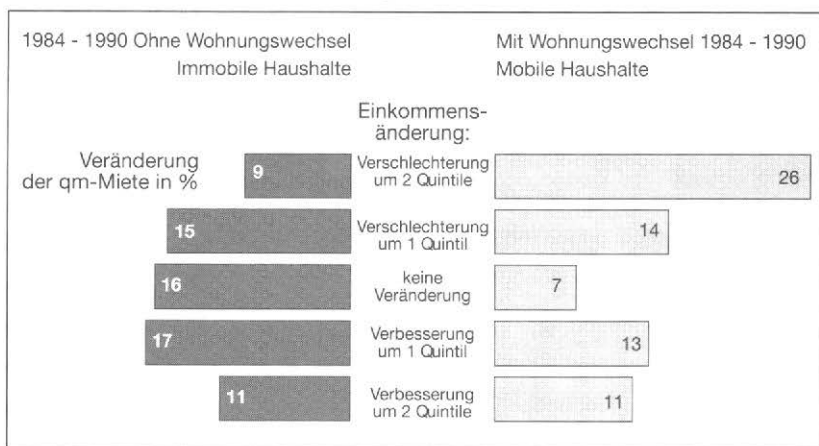 1984 - 1990 Ohne Wohnungswechsel
Immobile Haushalte
Mit Wohnungswechsel 1984 - 1990
Mobile Haushalte
Einkommens-
änderung:
Veränderung
der qm-Miete in %
9
Verschlechterung
um 2 Quintile
26
15
Verschlechterung
um 1 Quintil
14
16
keine
Veränderung
7
17
Verbesserung
um 1 Quintil
13
11
Verbesserung
um 2 Quintile
11